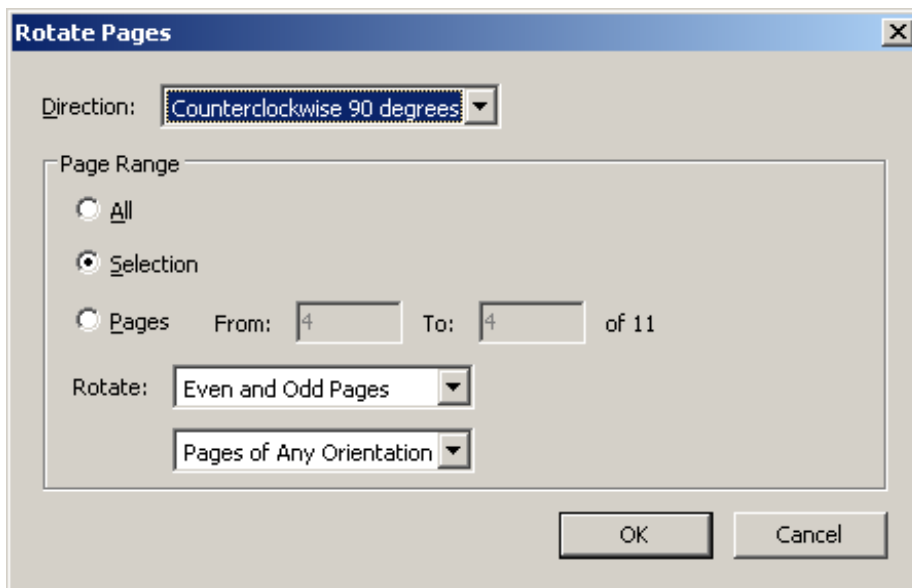 Rotate Pages
Direction: Counterclockwise 90 degrees
Page Range
All
Selection
Pages From: 4 To: 4 of 11
Rotate: Even and Odd Pages
Pages of Any Orientation
OK Cancel